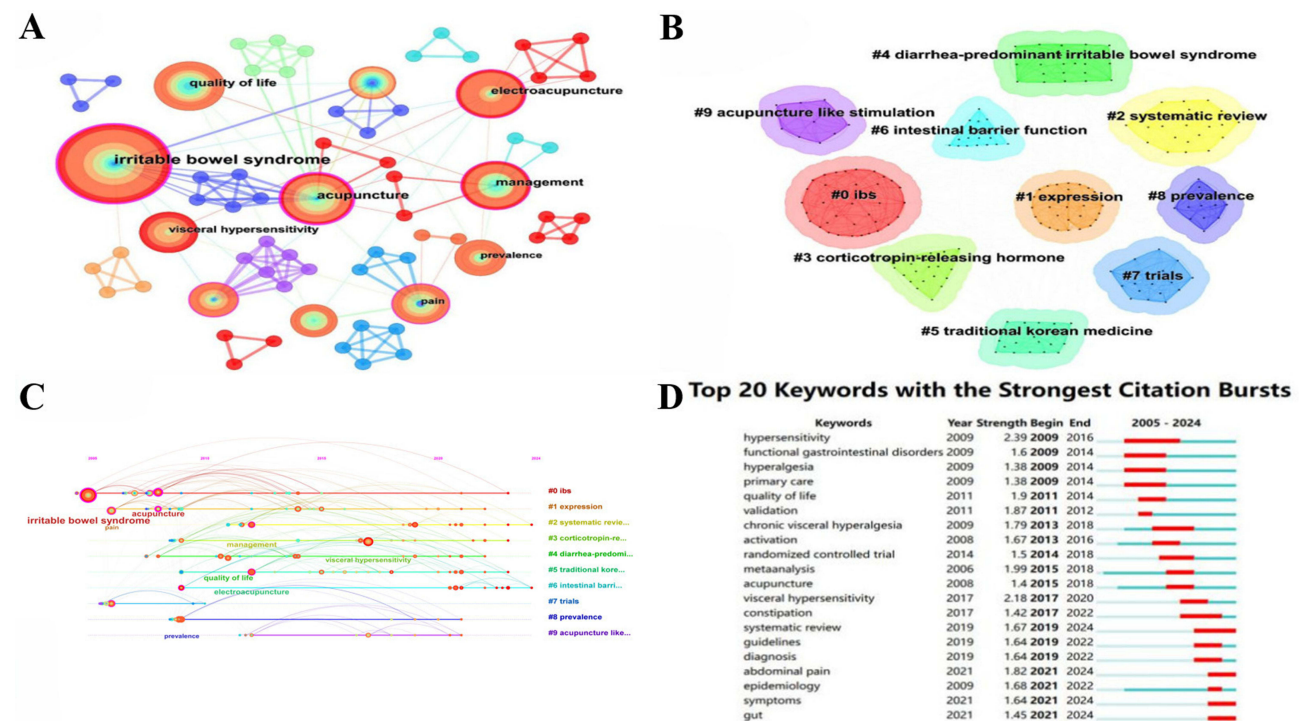 A
quality of life
electroacupuncture
irritable bowel syndrome
acupuncture
management
visceral hypersensitivity
prevalence
pain
B
#4 diarrhea-predominant irritable bowel syndrome
#9 acupuncture like stimulation
#2 systematic review
#6 intestinal barrier function
#0 ibs
#1 expression
#8 prevalence
#3 corticotropin-releasing hormone
#7 trials
#5 traditional korean medicine
C
#0 ibs
acupuncture
#1 expression
irritable bowel syndrome
pain
#2 systematic revie...
#3 corticotropin-re...
management
#4 diarrhea-predomi...
visceral hypersensitivity
#5 traditional kore...
quality of life
#6 intestinal barri...
electroacupuncture
#7 trials
#8 prevalence
#9 acupuncture like...
prevalence
D Top 20 Keywords with the Strongest Citation Bursts
Keywords Year Strength Begin End 2005 - 2024
hypersensitivity 2009 2.39 2009 2016
functional gastrointestinal disorders 2009 1.6 2009 2014
hyperalgesia 2009 1.38 2009 2014
primary care 2009 1.38 2009 2014
quality of life 2011 1.9 2011 2014
validation 2011 1.87 2011 2012
chronic visceral hyperalgesia 2009 1.79 2013 2018
activation 2008 1.67 2013 2016
randomized controlled trial 2014 1.5 2014 2018
metaanalysis 2006 1.99 2015 2018
acupuncture 2008 1.4 2015 2018
visceral hypersensitivity 2017 2.18 2017 2020
constipation 2017 1.42 2017 2022
systematic review 2019 1.67 2019 2024
guidelines 2019 1.64 2019 2022
diagnosis 2019 1.64 2019 2022
abdominal pain 2021 1.82 2021 2024
epidemiology 2009 1.68 2021 2022
symptoms 2021 1.64 2021 2024
gut 2021 1.45 2021 2024